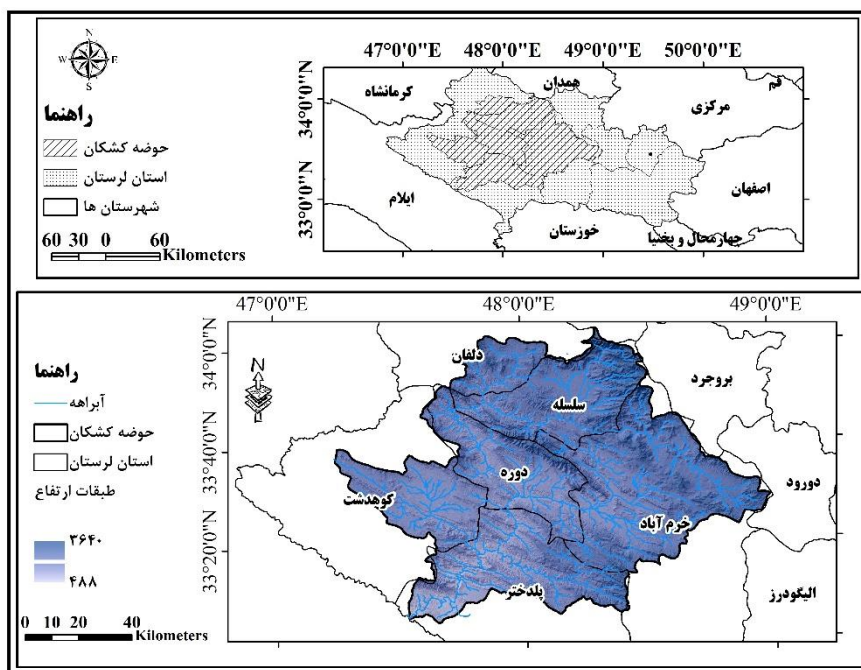 47°0'0"E 48°0'0"E 49°0'0"E 50°0'0"E
N
W E
S
34°0'0"N
33°0'0"N
راهنما
حوضه کشکان
استان لرستان
شهرستان ها
60 30 0 60
Kilometers
کرمانشاه
همدان
قم
مرکزی
ایلام
اصفهان
خوزستان
چهارمحال و بختیا
47°0'0"E 48°0'0"E 49°0'0"E
34°0'0"N
33°40'0"N
33°20'0"N
N
راهنما
آبراهه
حوضه کشکان
استان لرستان
طبقات ارتفاع
۳۶۴۰
۴۸۸
0 10 20 40
Kilometers
دلفان
سلسله
بروجرد
دوره
دورود
کوهدشت
خرم آباد
پلدختر
الیگودرز